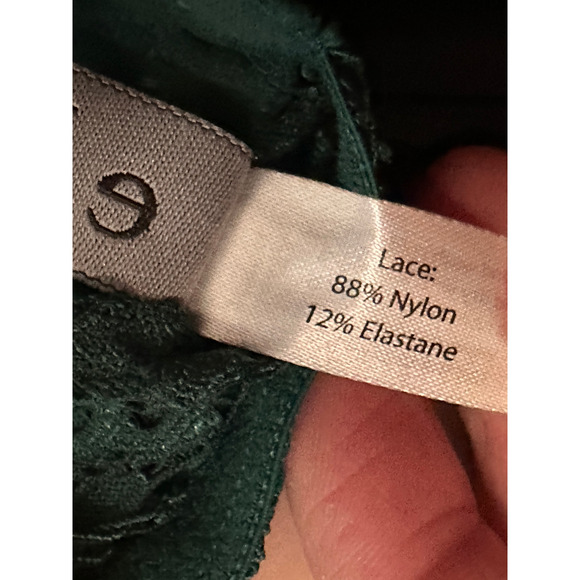 e
Lace:
88% Nylon
12% Elastane